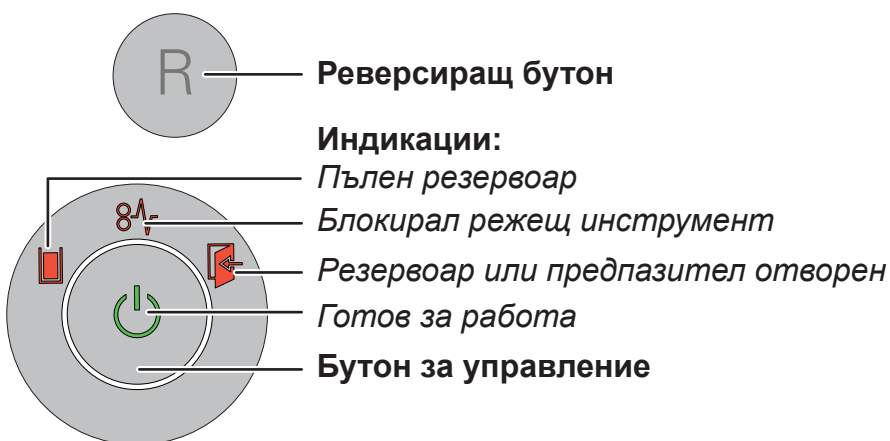 R
Реверсиращ бутон
Индикации:
Пълен резервоар
Блокирал режещ инструмент
Резервоар или предпазител отворен
Готов за работа
Бутон за управление